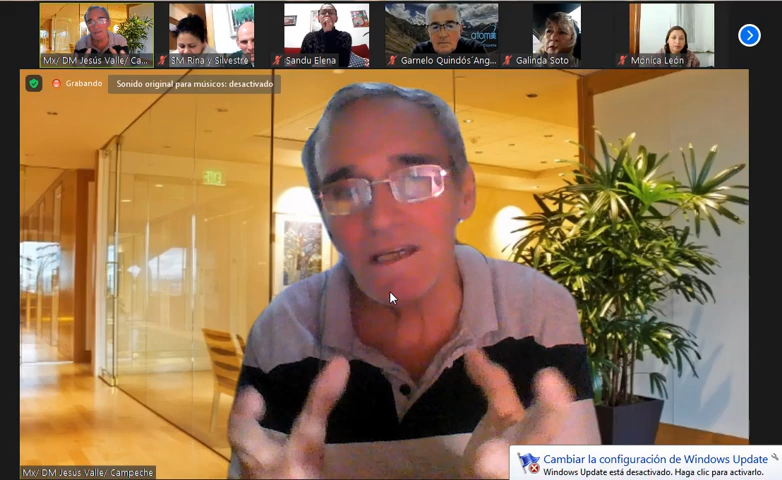 Mx/ DM Jesús Valle/ Ca...
SM Rina y Silvestre
Sandu Elena
Garnelo Quindós´Ang...
Galinda Soto
Monica León
atom
Grabando
Sonido original para músicos: desactivado
Mx/ DM Jesús Valle/ Campeche
Cambiar la configuración de Windows Update
Windows Update está desactivado. Haga clic para activarlo.